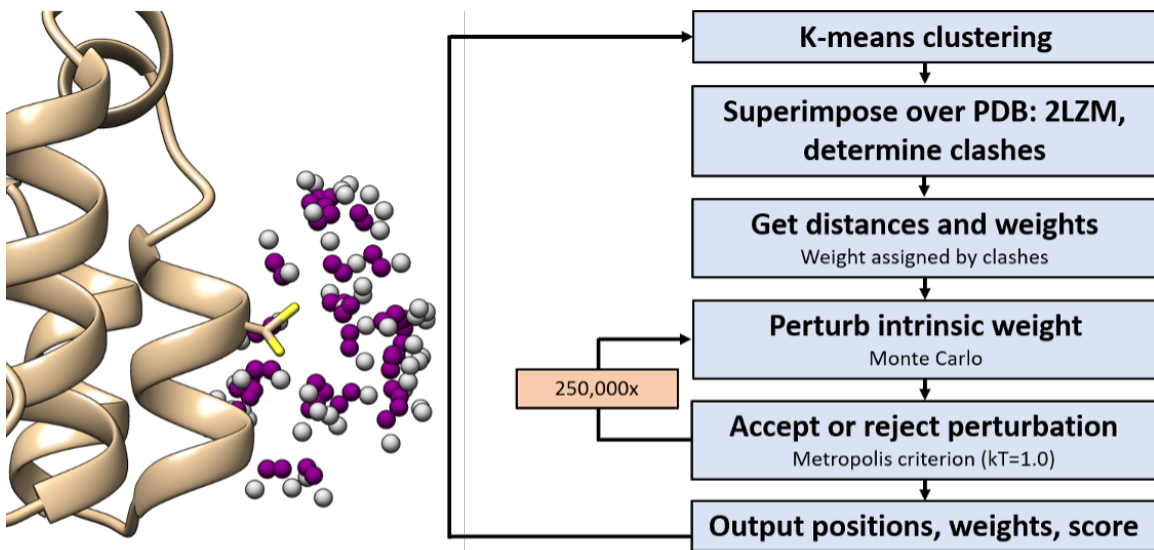 K-means clustering
Superimpose over PDB: 2LZM,
determine clashes
Get distances and weights
Weight assigned by clashes
Perturb intrinsic weight
Monte Carlo
250,000x
Accept or reject perturbation
Metropolis criterion (kT=1.0)
Output positions, weights, score